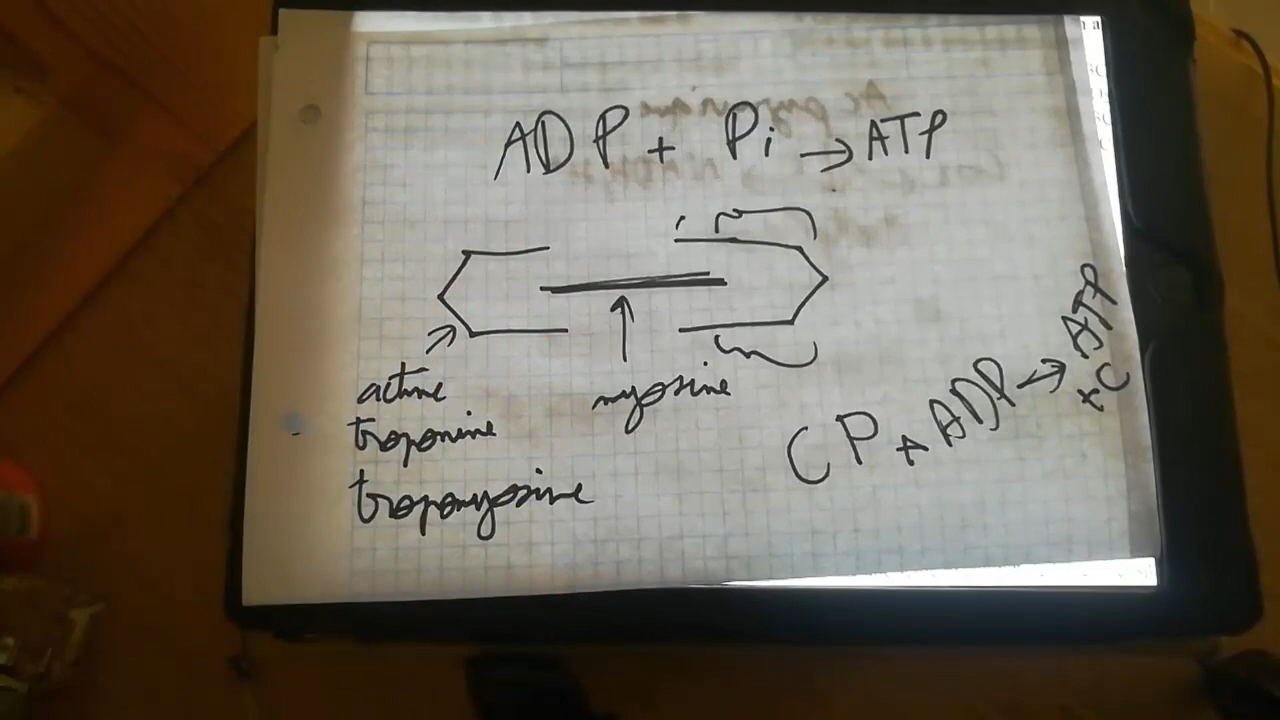 ADP + Pi → ATP
actine
troponine
tropomyosine
myosine
CP + ADP → ATP
+ C